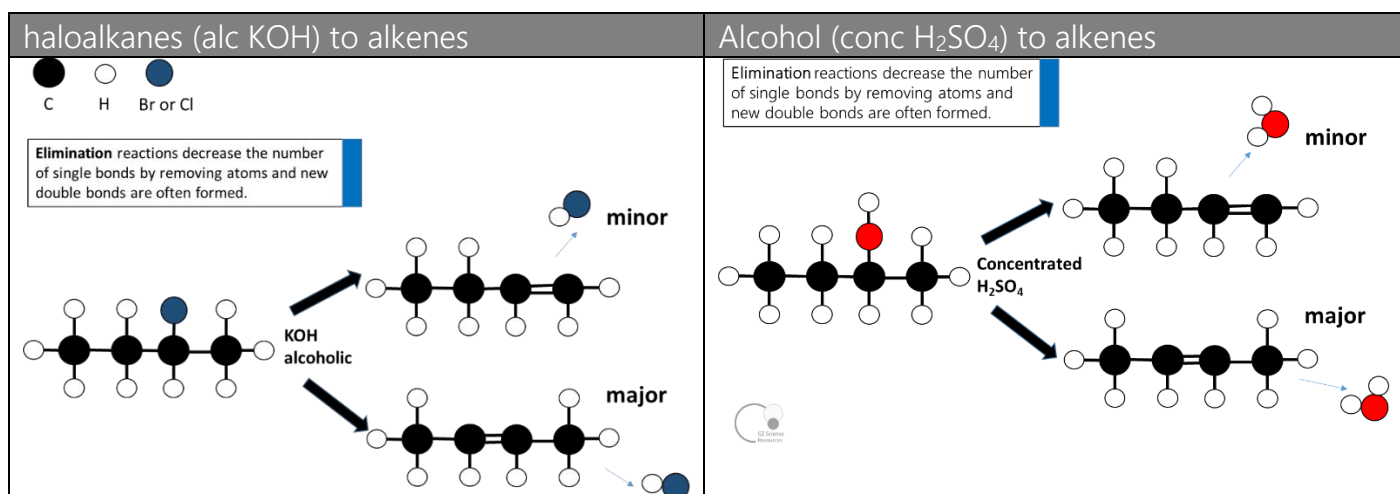 haloalkanes (alc KOH) to alkenes
C H Br or Cl
Elimination reactions decrease the number
of single bonds by removing atoms and new
double bonds are often formed.
minor
KOH
alcoholic
major
Alcohol (conc H₂SO₄) to alkenes
Elimination reactions decrease the number
of single bonds by removing atoms and
new double bonds are often formed.
minor
Concentrated
H₂SO₄
major
GZ Science
Resources